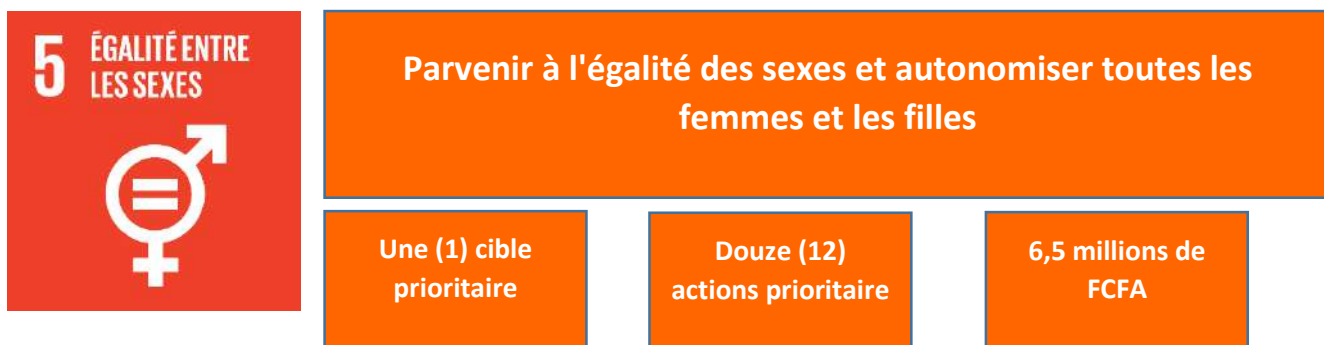 5 ÉGALITÉ ENTRE
LES SEXES
Parvenir à l'égalité des sexes et autonomiser toutes les
femmes et les filles
Une (1) cible
prioritaire
Douze (12)
actions prioritaire
6,5 millions de
FCFA